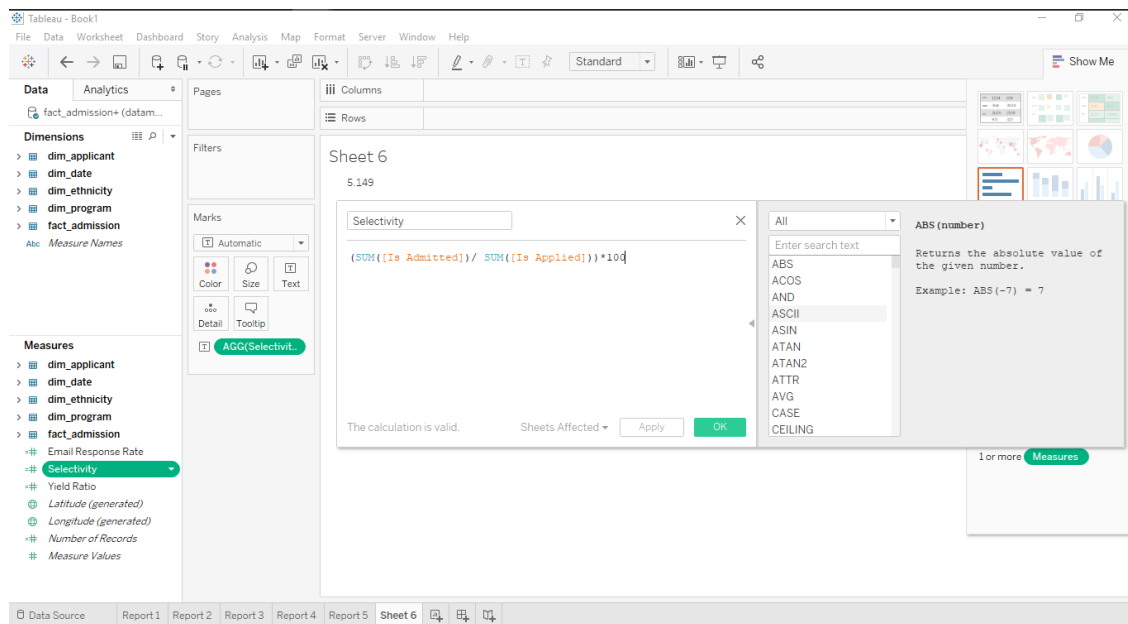 Tableau - Book1
File Data Worksheet Dashboard Story Analysis Map Format Server Window Help
Standard
Show Me
Data Analytics
fact_admission+ (datam...
Dimensions
dim_applicant
dim_date
dim_ethnicity
dim_program
fact_admission
Abc Measure Names
Measures
dim_applicant
dim_date
dim_ethnicity
dim_program
fact_admission
Email Response Rate
Selectivity
Yield Ratio
Latitude (generated)
Longitude (generated)
Number of Records
Measure Values
Pages
Filters
Marks
T Automatic
Color Size Text
Detail Tooltip
T AGG(Selectivit..
Columns
Rows
Sheet 6
5.149
Selectivity
(SUM([Is Admitted])/ SUM([Is Applied]))*100
The calculation is valid.
Sheets Affected
Apply
OK
All
Enter search text
ABS
ACOS
AND
ASCII
ASIN
ATAN
ATAN2
ATTR
AVG
CASE
CEILING
ABS(number)
Returns the absolute value of
the given number.
Example: ABS(-7) = 7
1 or more Measures
Data Source Report 1 Report 2 Report 3 Report 4 Report 5 Sheet 6